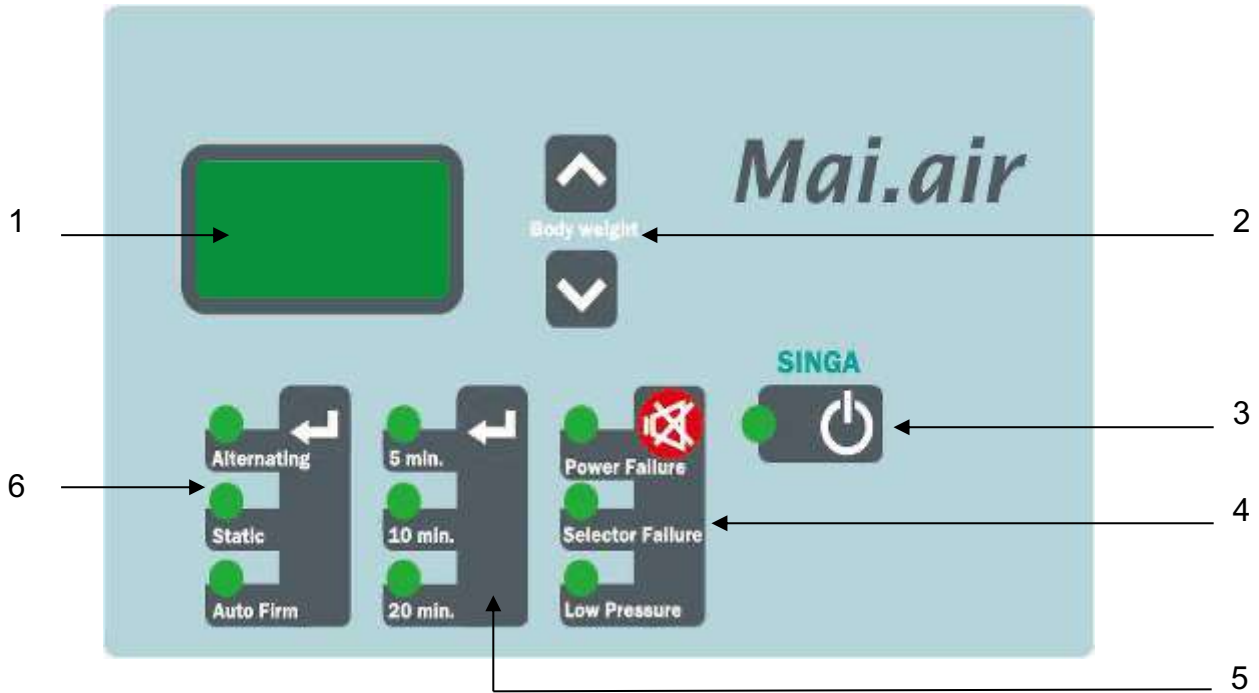 Mai.air
1
Body weight
2
SINGA
3
Alternating
Static
Auto Firm
6
5 min.
10 min.
20 min.
Power Failure
Selector Failure
Low Pressure
4
5